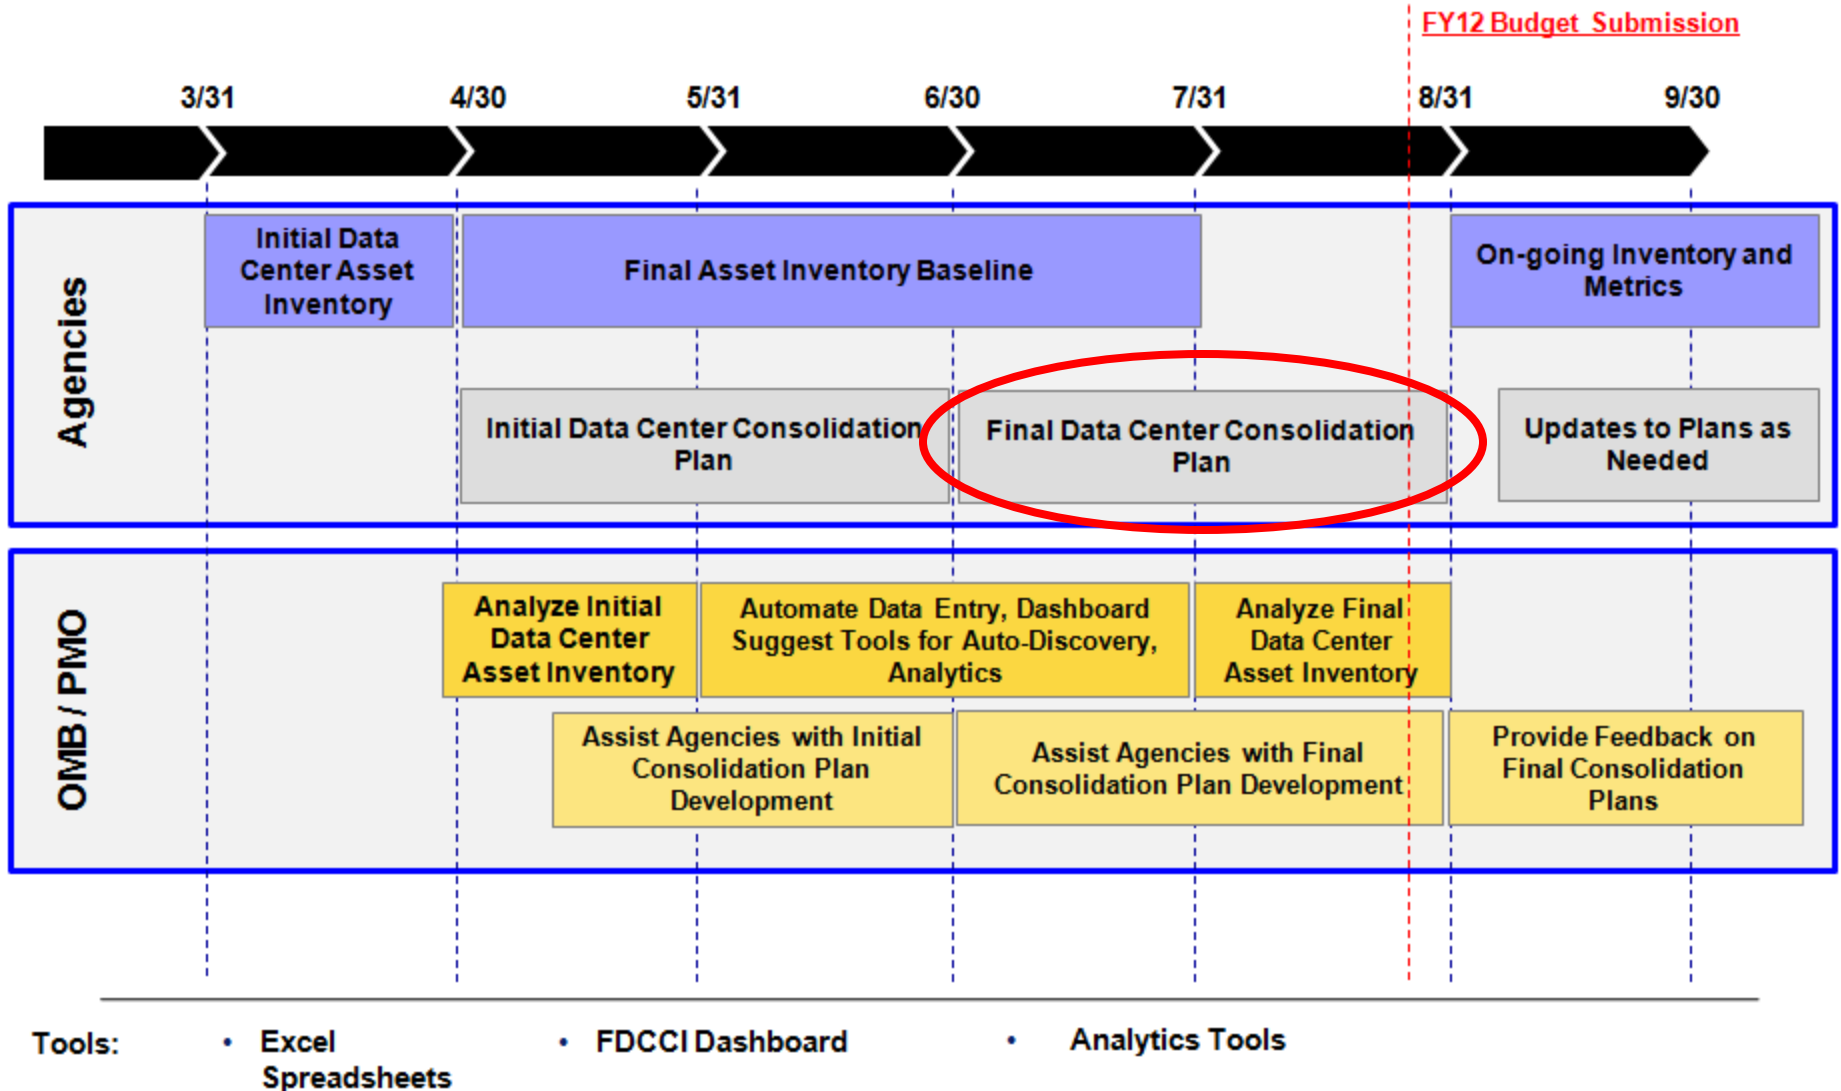 FY12 Budget Submission
3/31 4/30 5/31 6/30 7/31 8/31 9/30
Agencies
Initial Data
Center Asset
Inventory
Final Asset Inventory Baseline
On-going Inventory and
Metrics
Initial Data Center Consolidation
Plan
Final Data Center Consolidation
Plan
Updates to Plans as
Needed
OMB / PMO
Analyze Initial
Data Center
Asset Inventory
Automate Data Entry, Dashboard
Suggest Tools for Auto-Discovery,
Analytics
Analyze Final
Data Center
Asset Inventory
Assist Agencies with Initial
Consolidation Plan
Development
Assist Agencies with Final
Consolidation Plan Development
Provide Feedback on
Final Consolidation
Plans
Tools:
• Excel
Spreadsheets
• FDCCI Dashboard
• Analytics Tools